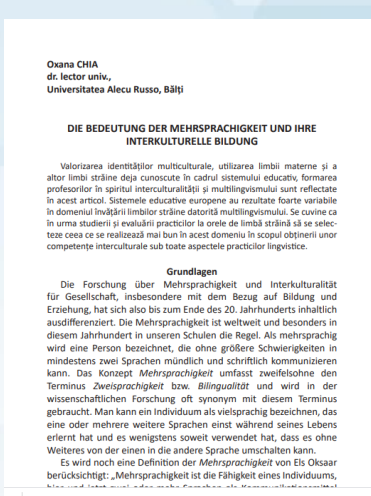 Oxana CHIA
dr. lector univ.,
Universitatea Alecu Russo, Bălți
DIE BEDEUTUNG DER MEHRSPRACHIGKEIT UND IHRE
INTERKULTURELLE BILDUNG
Valorizarea identităților multiculturale, utilizarea limbii materne și a
altor limbi străine deja cunoscute în cadrul sistemului educativ, formarea
profesorilor în spiritul interculturalității și multilingvismului sunt reflectate
în acest articol. Sistemele educative europene au rezultate foarte variabile
în domeniul învățării limbilor străine datorită multilingvismului. Se cuvine ca
în urma studierii și evaluării practicilor la orele de limbă străină să se selec-
teze ceea ce se realizează mai bun în acest domeniu în scopul obținerii unor
competențe interculturale sub toate aspectele practicilor lingvistice.
Grundlagen
Die Forschung über Mehrsprachigkeit und Interkulturalität
für Gesellschaft, insbesondere mit dem Bezug auf Bildung und
Erziehung, hat sich also bis zum Ende des 20. Jahrhunderts inhaltlich
ausdifferenziert. Die Mehrsprachigkeit ist weltweit und besonders in
diesem Jahrhundert in unseren Schulen die Regel. Als mehrsprachig
wird eine Person bezeichnet, die ohne größere Schwierigkeiten in
mindestens zwei Sprachen mündlich und schriftlich kommunizieren
kann. Das Konzept Mehrsprachigkeit umfasst zweifelsohne den
Terminus Zweisprachigkeit bzw. Bilingualität und wird in der
wissenschaftlichen Forschung oft synonym mit diesem Terminus
gebraucht. Man kann ein Individuum als vielsprachig bezeichnen, das
eine oder mehrere weitere Sprachen einst während seines Lebens
erlernt hat und es wenigstens soweit verwendet hat, dass es ohne
Weiteres von der einen in die andere Sprache umschalten kann.
Es wird noch eine Definition der Mehrsprachigkeit von Els Oksaar
berücksichtigt: „Mehrsprachigkeit ist die Fähigkeit eines Individuums,
hier und jetzt zwei oder mehr Sprachen als Kommunikationsmittel